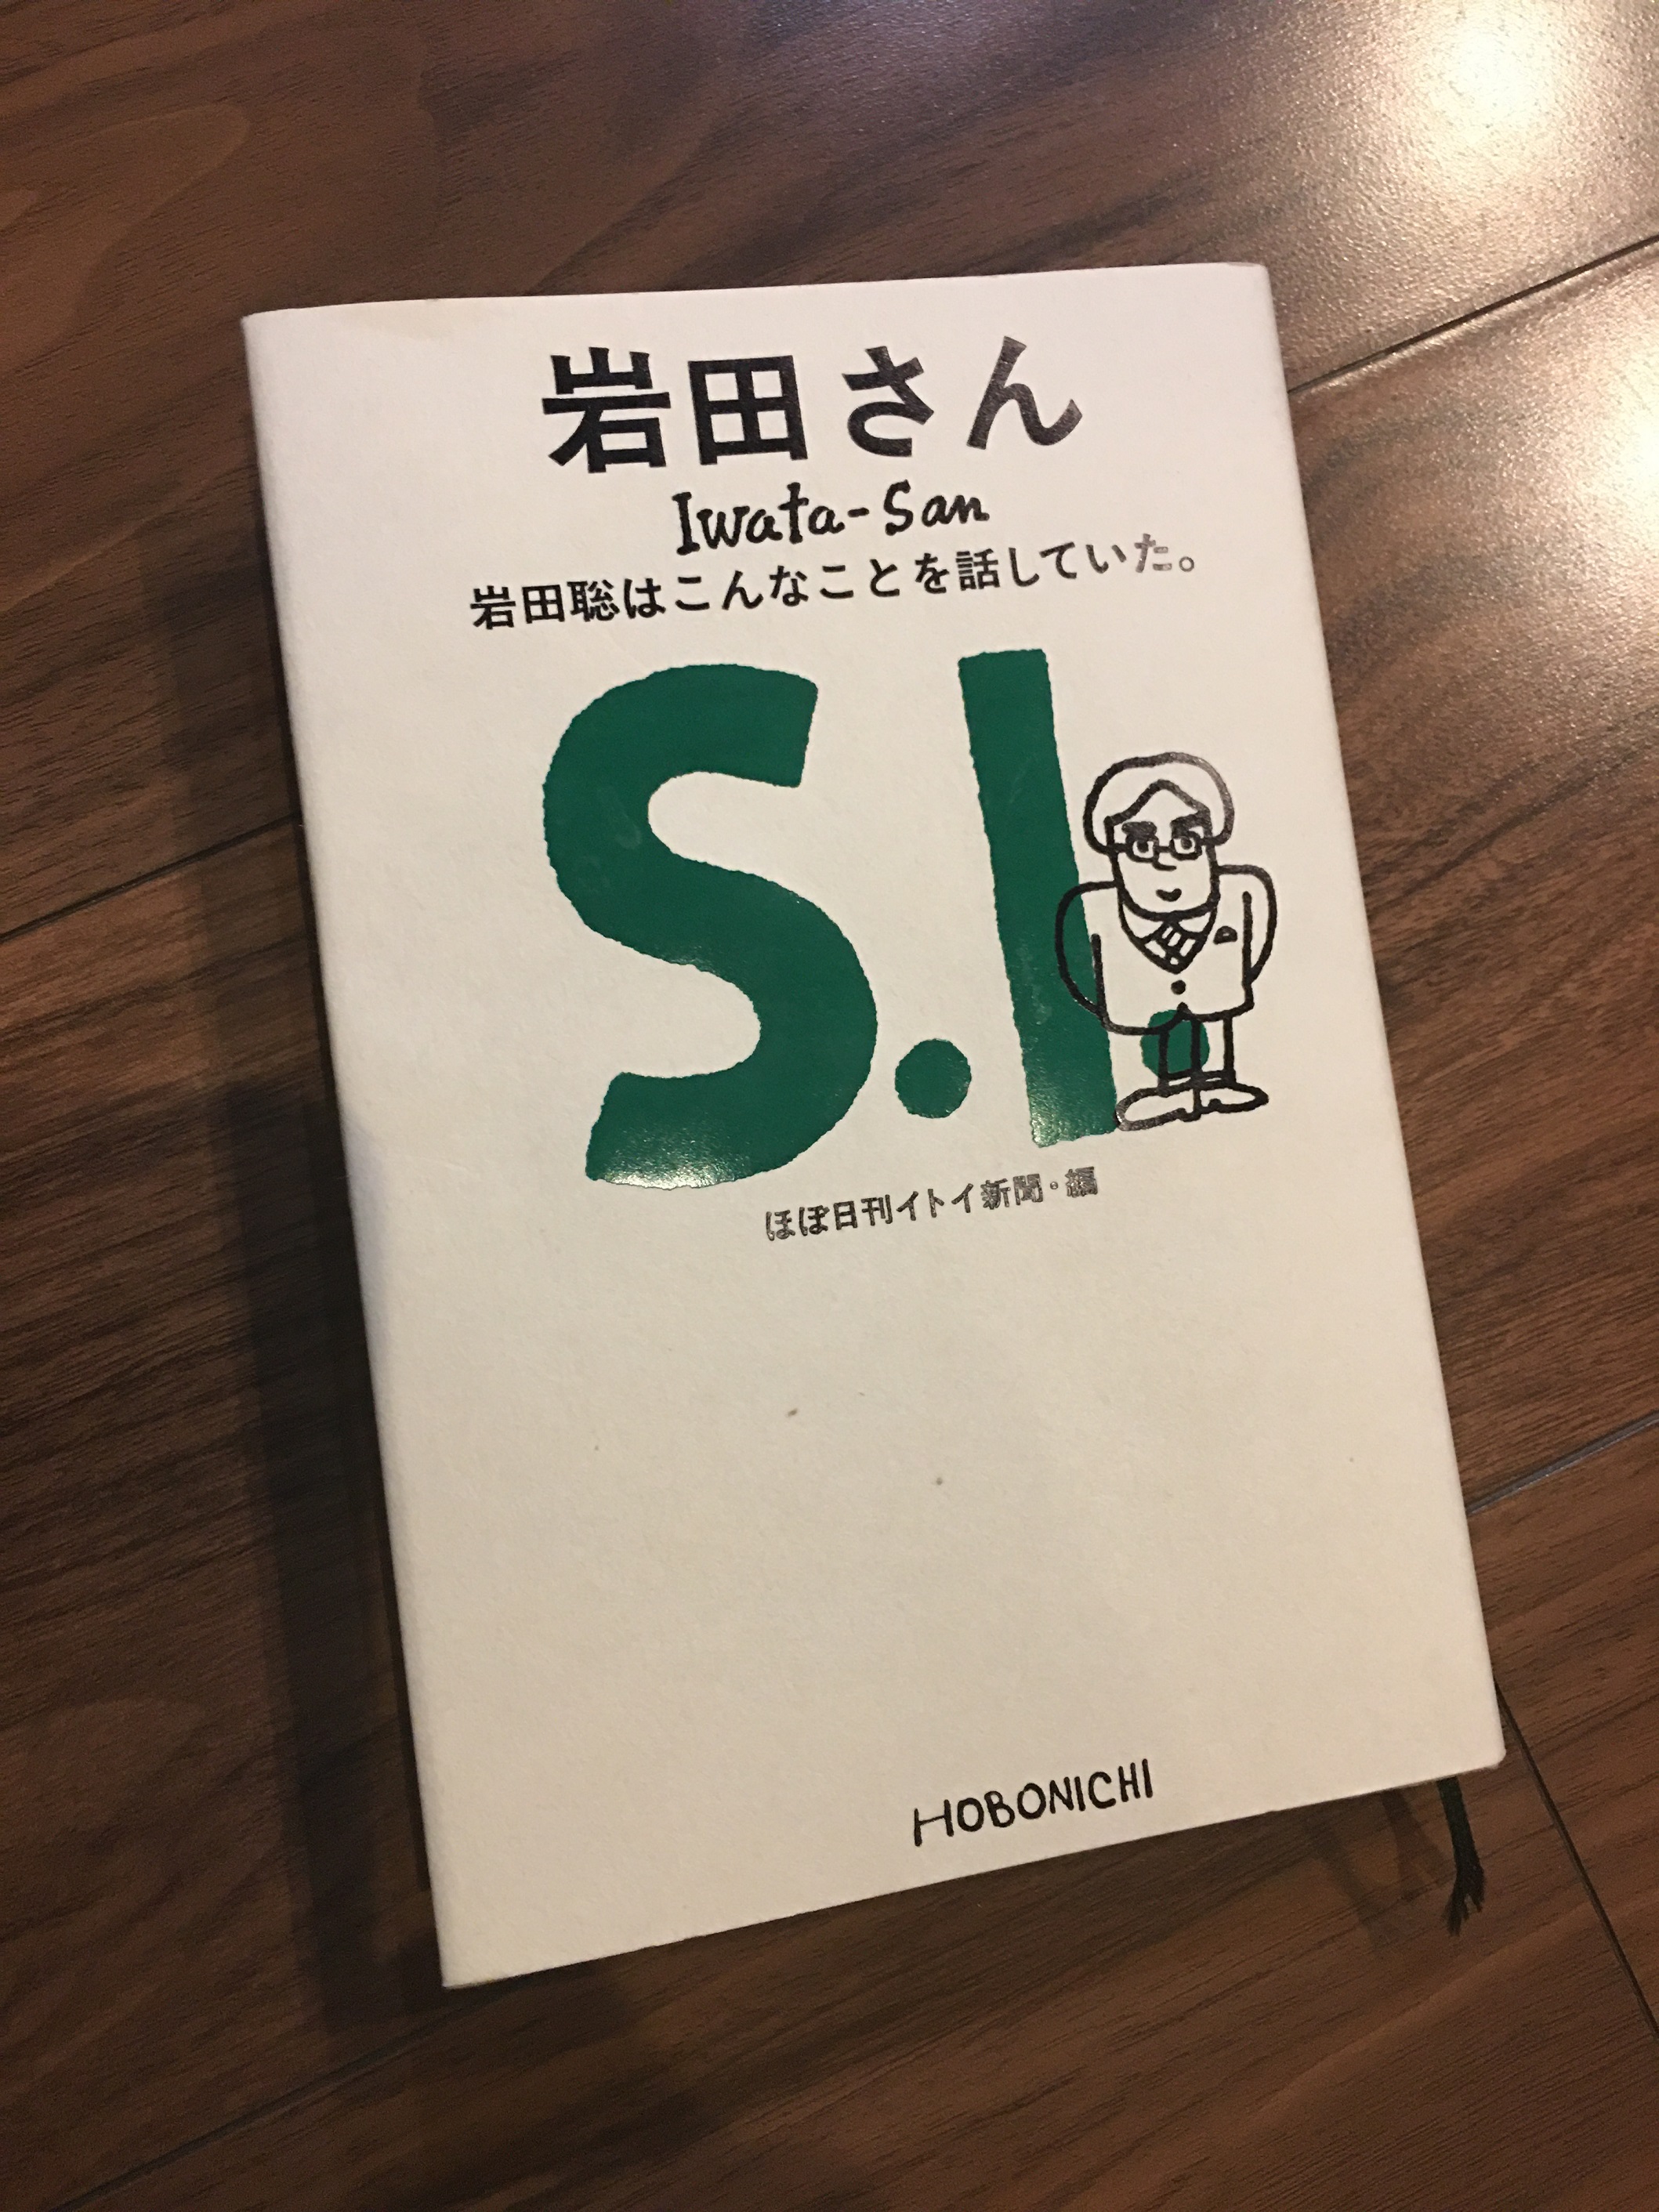 岩田さん
Iwata-San
岩田聡はこんなことを話していた。
S.I.
ほぼ日刊イトイ新聞・編
HOBONICHI